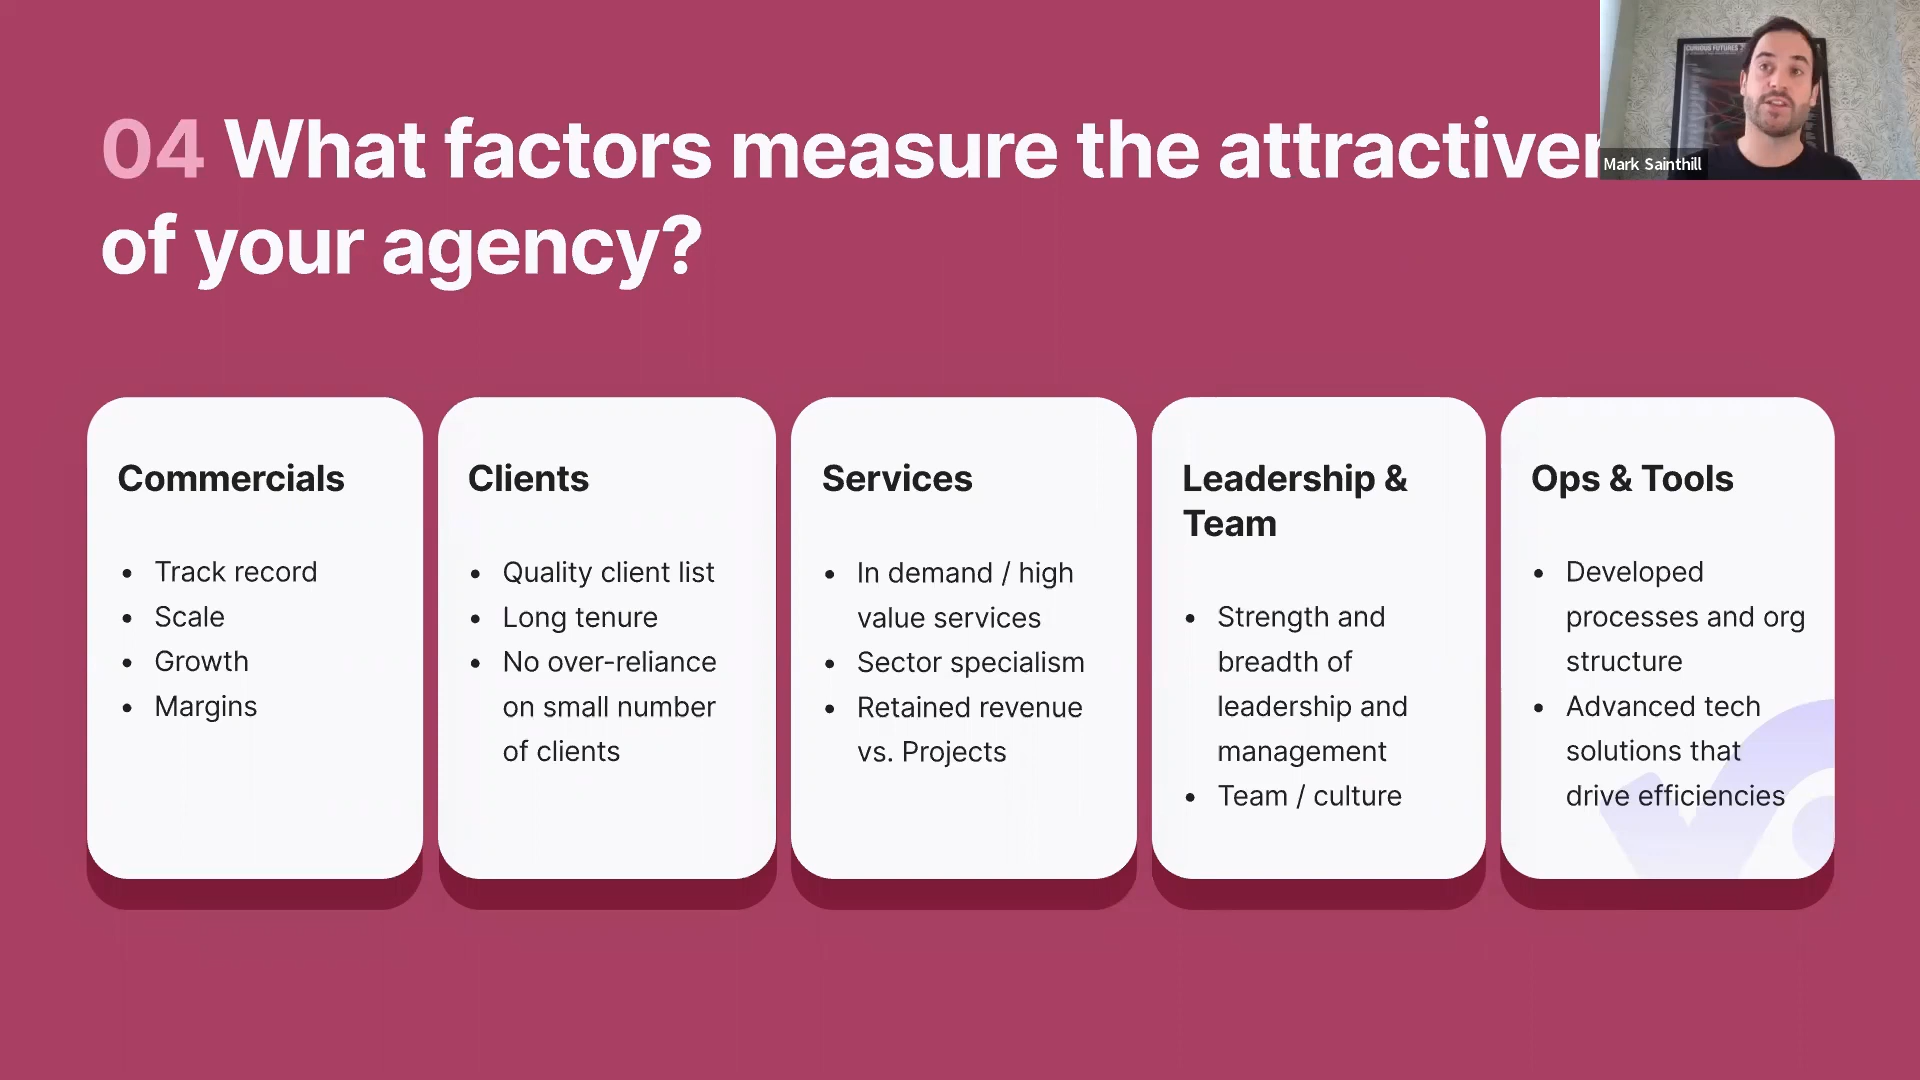 04 What factors measure the
of your agency?
Mark Sainthill
CURIOUS FUTURES
Commercials
Track record
Scale
Growth
Margins
Clients
Quality client list
Long tenure
No over-reliance
on small number
of clients
Services
In demand / high
value services
Sector specialism
Retained revenue
vs. Projects
Leadership &
Team
Strength and
breadth of
leadership and
management
Team / culture
Ops & Tools
Developed
processes and org
structure
Advanced tech
solutions that
drive efficiencies